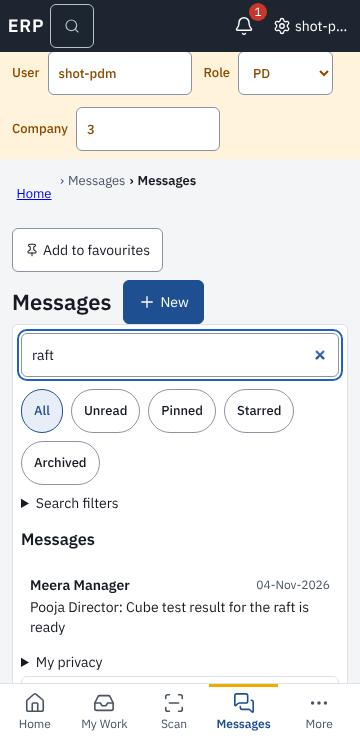 ERP
1
shot-p...
User
shot-pdm
Role
PD
Company
3
Home
› Messages › Messages
Add to favourites
Messages
+ New
raft
All
Unread
Pinned
Starred
Archived
▶ Search filters
Messages
Meera Manager
04-Nov-2026
Pooja Director: Cube test result for the raft is
ready
▶ My privacy
Home
My Work
Scan
Messages
More